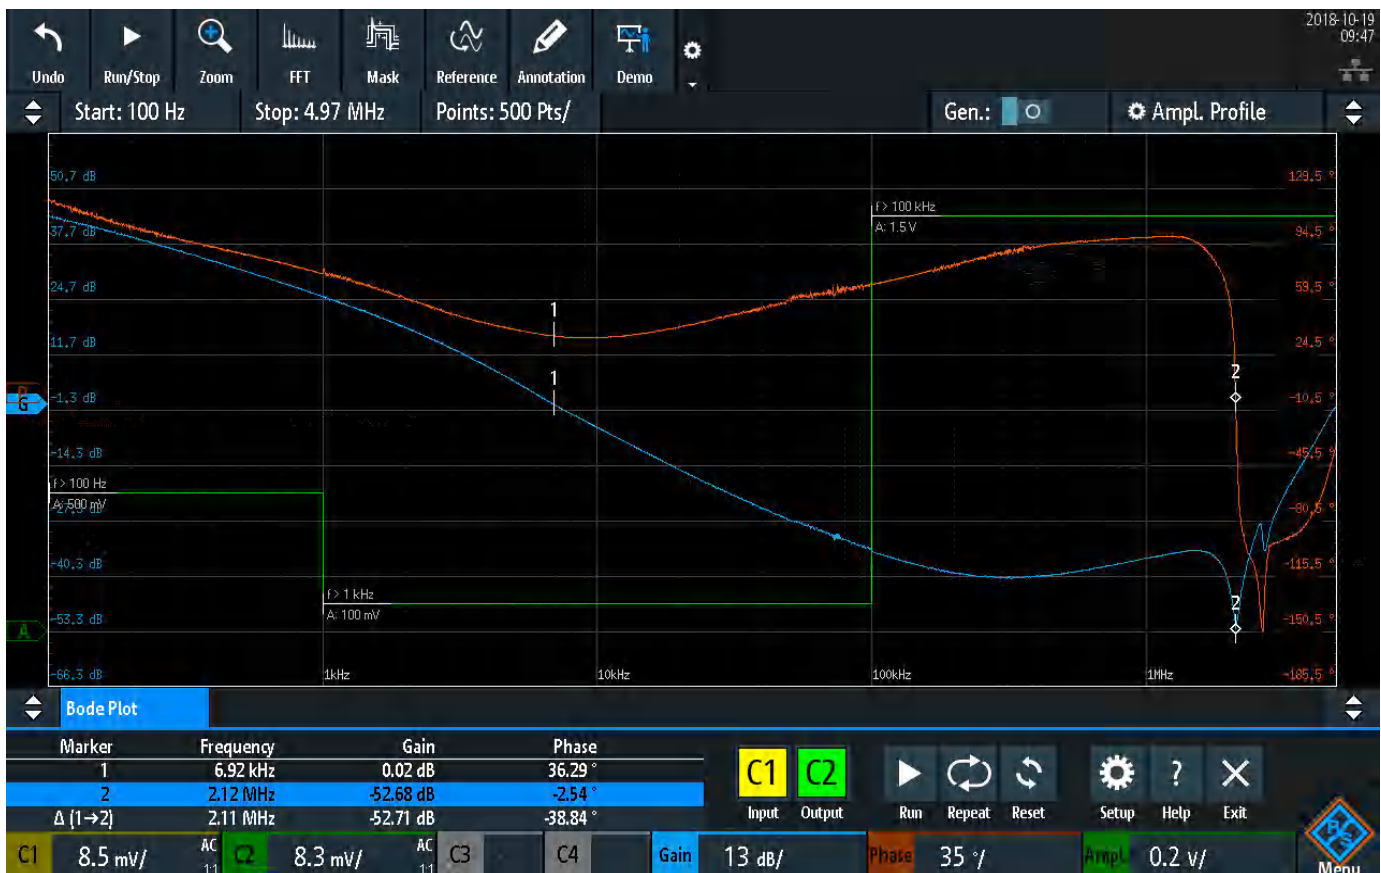 2018-10-19
09:47
Undo Run/Stop Zoom FFT Mask Reference Annotation Demo
Start: 100 Hz Stop: 4.97 MHz Points: 500 Pts/ Gen.: Ampl. Profile
50.7 dB 129.5 °
f> 100 kHz
A: 1.5 V
37.7 dB 94.5 °
24.7 dB 59.5 °
1
11.7 dB 24.5 °
1 2
G -1.3 dB -10.5 °
-14.3 dB -45.5 °
f> 100 Hz
A: 500 mV
-27.3 dB -80.5 °
-40.3 dB -115.5 °
f> 1 kHz 2
A: 100 mV
A -53.3 dB -150.5 °
-66.3 dB 1kHz 10kHz 100kHz 1MHz -185.5 °
Bode Plot
Marker Frequency Gain Phase
1 6.92 kHz 0.02 dB 36.29 °
2 2.12 MHz -52.68 dB -2.54 °
Δ (1→2) 2.11 MHz -52.71 dB -38.84 °
C1 C2
Input Output Run Repeat Reset Setup ? Help Exit
C1 8.5 mV/ AC 1:1 C2 8.3 mV/ AC 1:1 C3 C4 Gain 13 dB/ Phase 35 °/ Ampl. 0.2 V/ R&S Menu